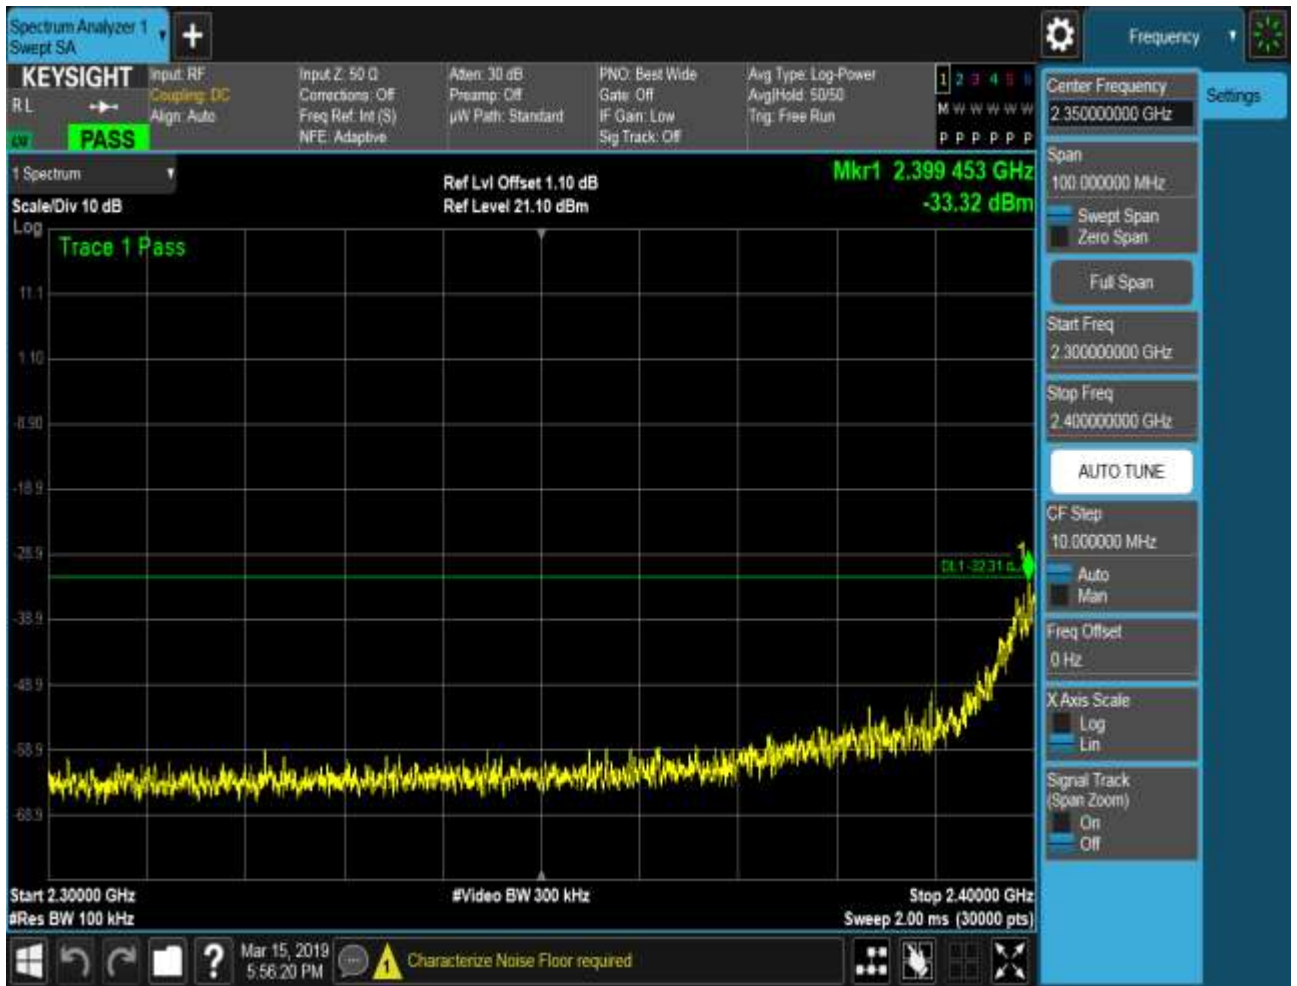 Spectrum Analyzer 1
Swept SA
Frequency
KEYSIGHT
R L
PASS
Input: RF
Coupling: DC
Align: Auto
Input Z: 50 Ω
Corrections: Off
Freq Ref: Int (S)
NFE: Adaptive
Atten: 30 dB
Preamp: Off
µW Path: Standard
PNO: Best Wide
Gate: Off
IF Gain: Low
Sig Track: Off
Avg Type: Log-Power
Avg|Hold: 50/50
Trig: Free Run
1 2 3 4 5 6
M W W W W W
P P P P P P
1 Spectrum
Scale/Div 10 dB
Ref Lvl Offset 1.10 dB
Ref Level 21.10 dBm
Mkr1 2.399 453 GHz
-33.32 dBm
Log
Trace 1 Pass
11.1
1.10
-8.90
-18.9
-28.9
-38.9
-48.9
-58.9
-68.9
1
DL1 -32.31
Start 2.30000 GHz
#Video BW 300 kHz
Stop 2.40000 GHz
#Res BW 100 kHz
Sweep 2.00 ms (30000 pts)
Center Frequency
2.350000000 GHz
Settings
Span
100.000000 MHz
Swept Span
Zero Span
Full Span
Start Freq
2.300000000 GHz
Stop Freq
2.400000000 GHz
AUTO TUNE
CF Step
10.000000 MHz
Auto
Man
Freq Offset
0 Hz
X Axis Scale
Log
Lin
Signal Track
(Span Zoom)
On
Off
?
Mar 15, 2019
5:56:20 PM
1
Characterize Noise Floor required